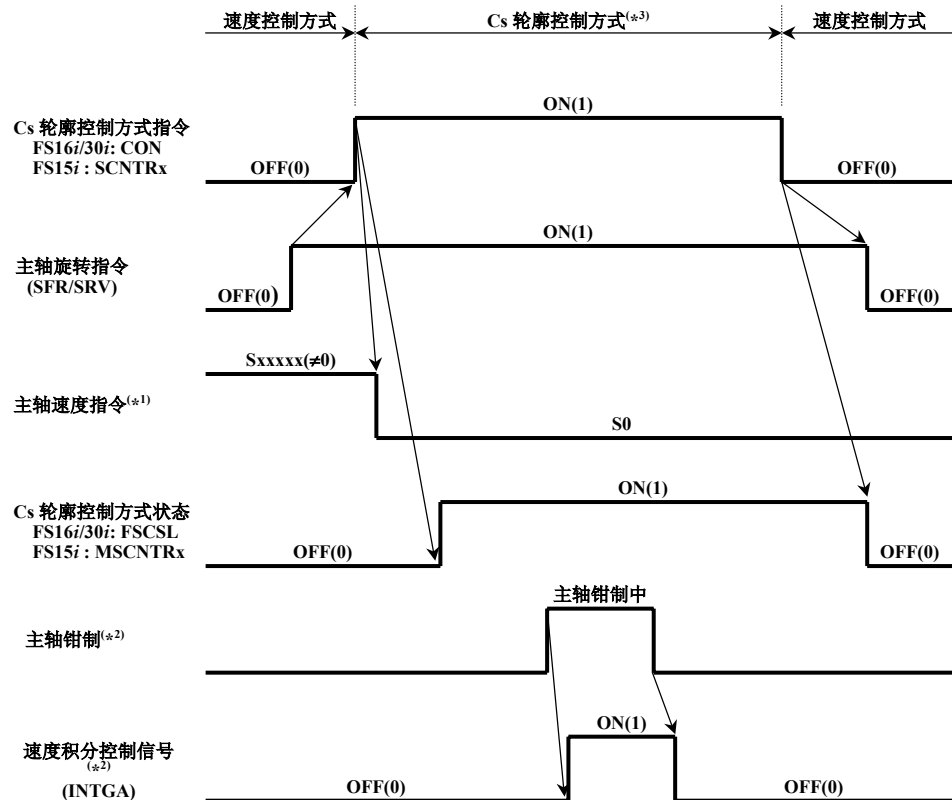 速度控制方式 Cs 轮廓控制方式(*3) 速度控制方式
ON(1)
Cs 轮廓控制方式指令
FS16i/30i: CON
FS15i : SCNTRx
OFF(0) OFF(0)
ON(1)
主轴旋转指令
(SFR/SRV)
OFF(0) OFF(0)
Sxxxxx(≠0)
主轴速度指令(*1)
S0
ON(1)
Cs 轮廓控制方式状态
FS16i/30i: FSCSL
FS15i : MSCNTRx
OFF(0) OFF(0)
主轴钳制中
主轴钳制(*2)
ON(1)
速度积分控制信号
(*2)
(INTGA)
OFF(0) OFF(0)